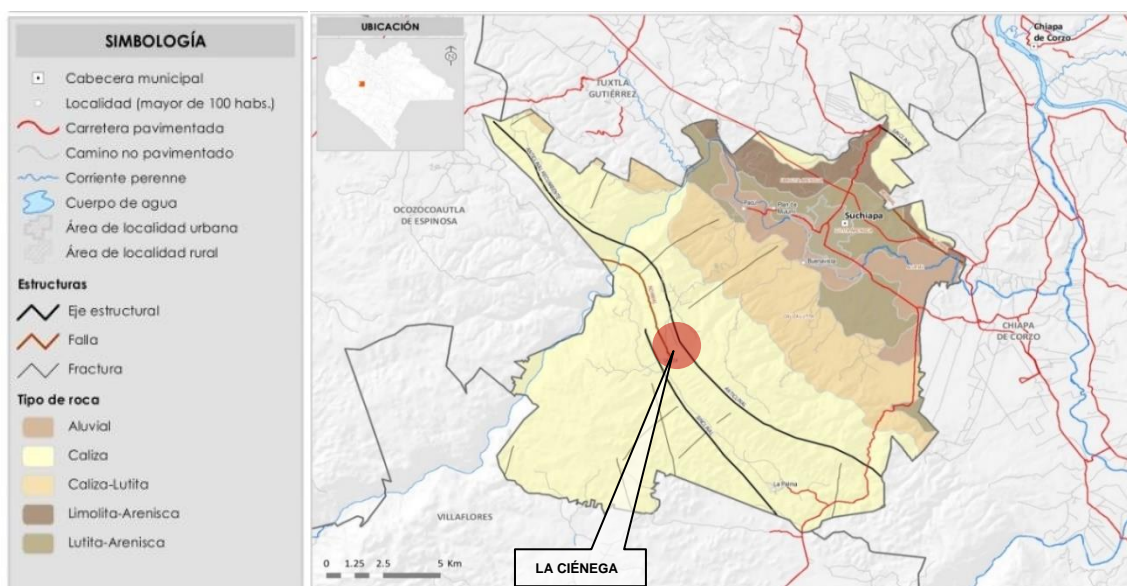 SIMBOLOGÍA
Cabecera municipal
Localidad (mayor de 100 habs.)
Carretera pavimentada
Camino no pavimentado
Corriente perenne
Cuerpo de agua
Área de localidad urbana
Área de localidad rural
Estructuras
Eje estructural
Falla
Fractura
Tipo de roca
Aluvial
Caliza
Caliza-Lutita
Limolita-Arenisca
Lutita-Arenisca
UBICACIÓN
Chiapa
de Corzo
TUXTLA
GUTIÉRREZ
OCOZOCOAUTLA
DE ESPINOSA
Suchiapa
Buenavista
CHIAPA
DE CORZO
ANTICLINAL
SINCLINAL
La Palma
VILLAFLORES
0 1.25 2.5 5 Km
LA CIÉNEGA